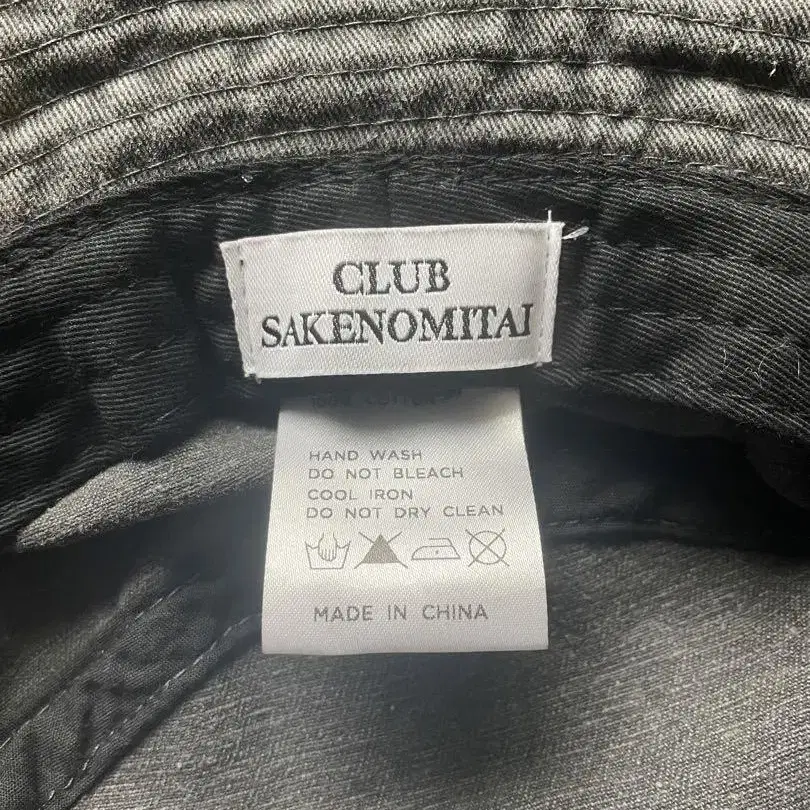 CLUB
SAKENOMITAI
HAND WASH
DO NOT BLEACH
COOL IRON
DO NOT DRY CLEAN
MADE IN CHINA